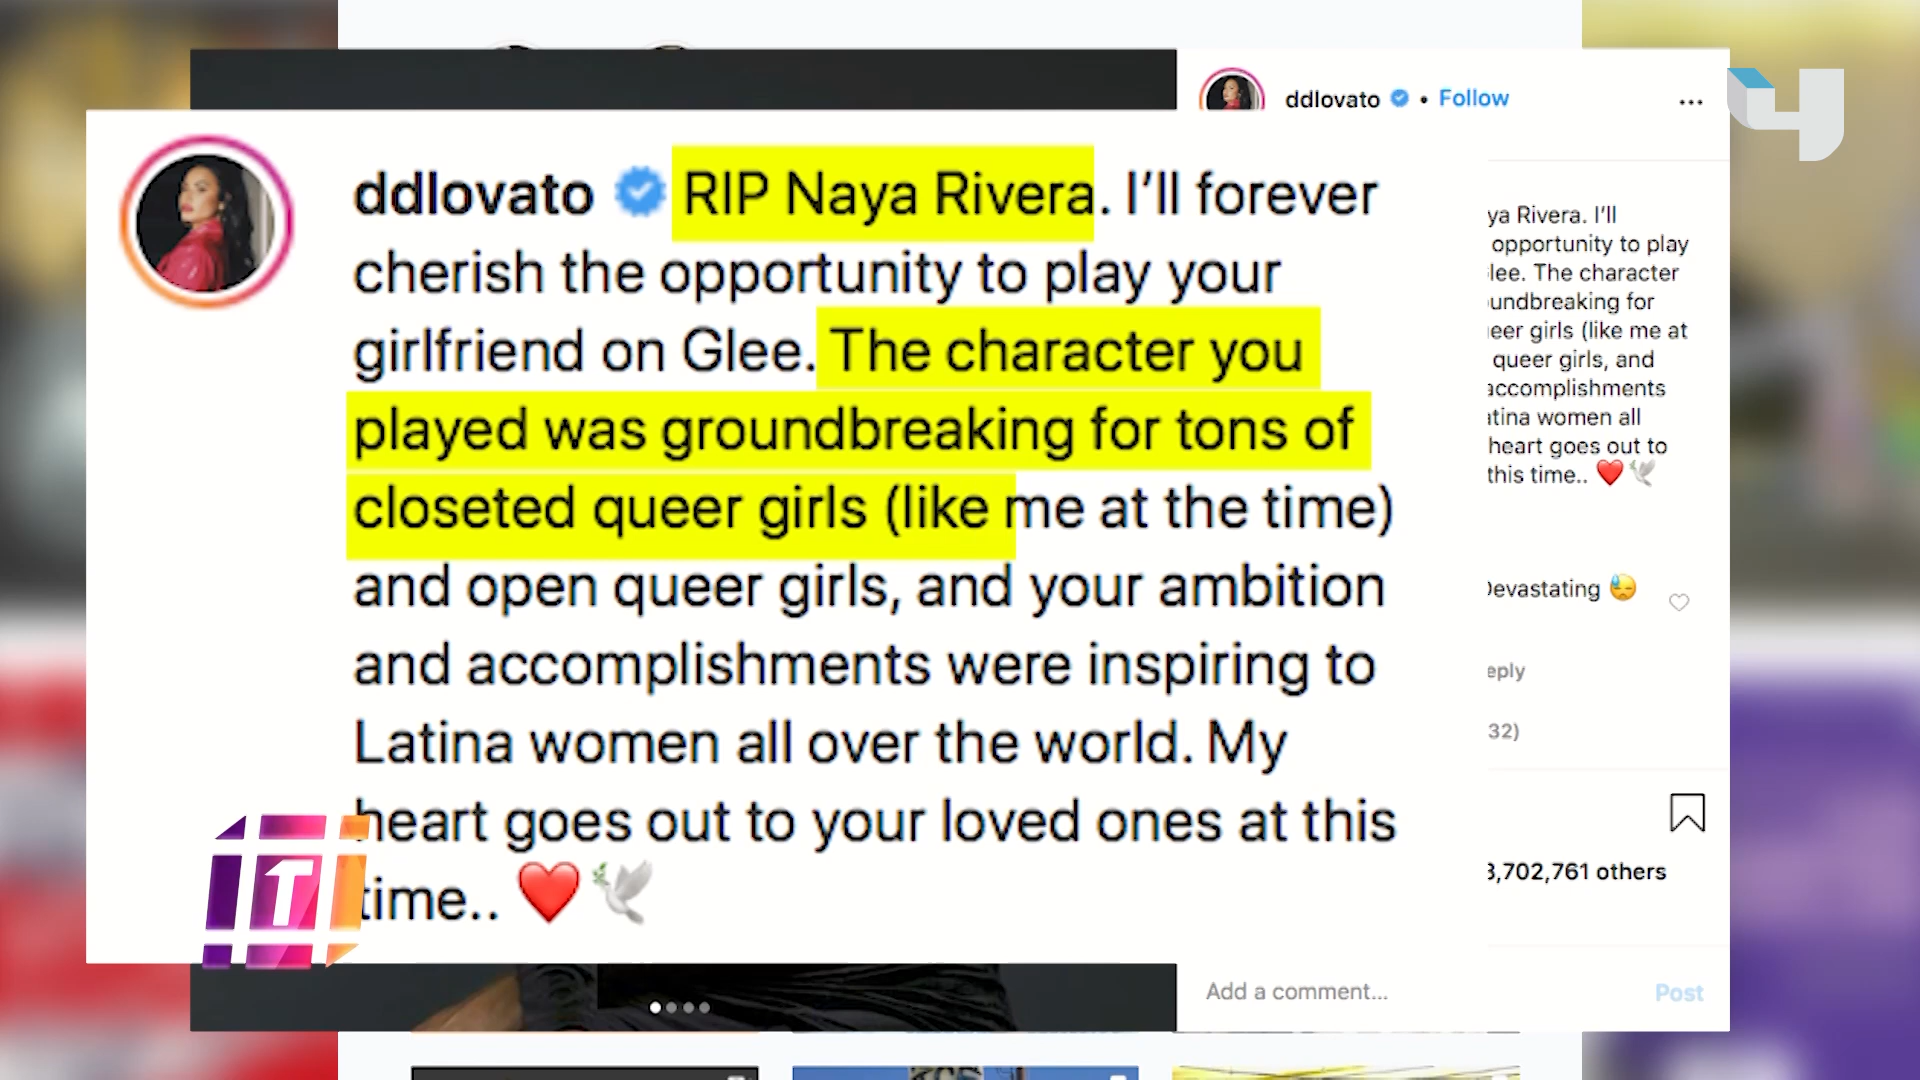 ddlovato • Follow
ddlovato RIP Naya Rivera. I’ll forever
cherish the opportunity to play your
girlfriend on Glee. The character you
played was groundbreaking for tons of
closeted queer girls (like me at the time)
and open queer girls, and your ambition
and accomplishments were inspiring to
Latina women all over the world. My
heart goes out to your loved ones at this
time.. ❤️🕊️
ya Rivera. I’ll
opportunity to play
lee. The character
undbreaking for
eer girls (like me at
queer girls, and
accomplishments
atina women all
heart goes out to
this time.. ❤️🕊️
Devastating 😓
eply
32)
3,702,761 others
Add a comment...
Post
T